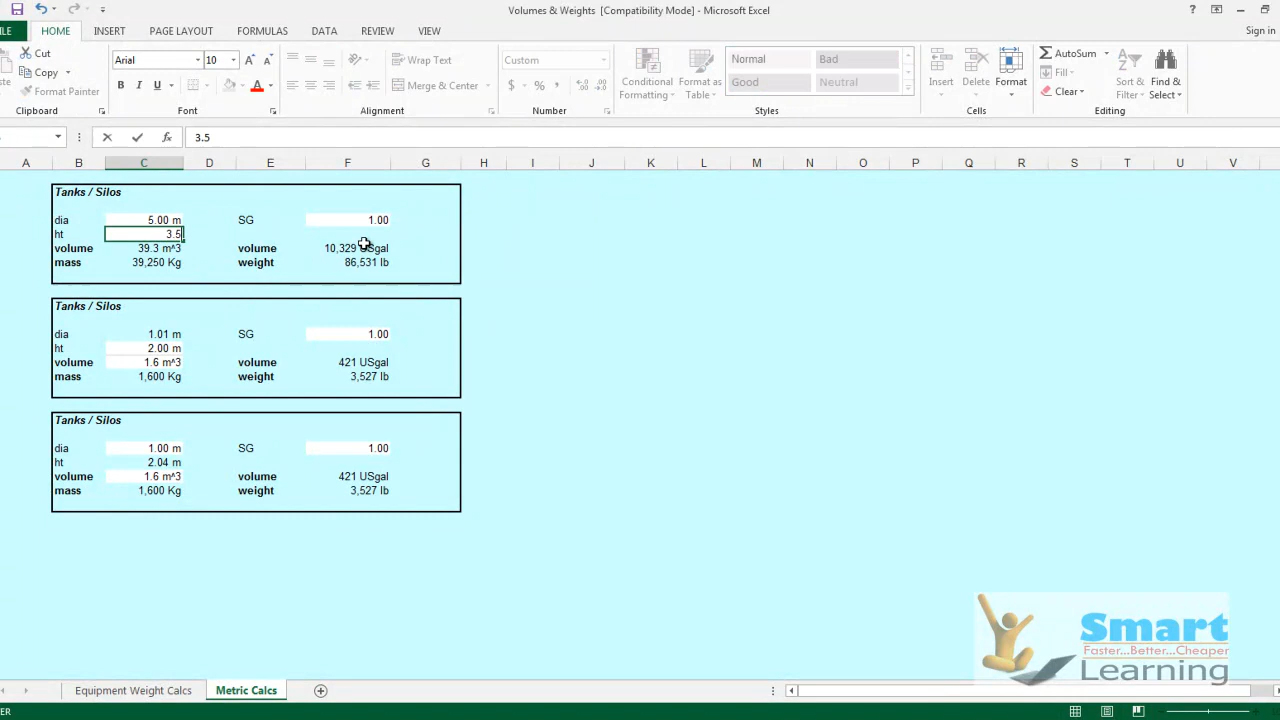 Volumes & Weights [Compatibility Mode] - Microsoft Excel
?
HOME INSERT PAGE LAYOUT FORMULAS DATA REVIEW VIEW
Sign in
Cut
Copy
Format Painter
Clipboard
Arial 10
B I U
Font
Wrap Text
Merge & Center
Alignment
Custom
$ % ,
Number
Conditional Formatting
Format as Table
Normal Bad
Good Neutral
Styles
Insert Delete Format
Cells
AutoSum
Fill
Clear
Sort & Filter
Find & Select
Editing
fx 3.5
A B C D E F G H I J K L M N O P Q R S T U V
Tanks / Silos
dia 5.00 m SG 1.00
ht 3.5
volume 39.3 m^3 volume 10,329 USgal
mass 39,250 Kg weight 86,531 lb
Tanks / Silos
dia 1.01 m SG 1.00
ht 2.00 m
volume 1.6 m^3 volume 421 USgal
mass 1,600 Kg weight 3,527 lb
Tanks / Silos
dia 1.00 m SG 1.00
ht 2.04 m
volume 1.6 m^3 volume 421 USgal
mass 1,600 Kg weight 3,527 lb
Smart
Faster...Better...Cheaper
Learning
Equipment Weight Calcs Metric Calcs